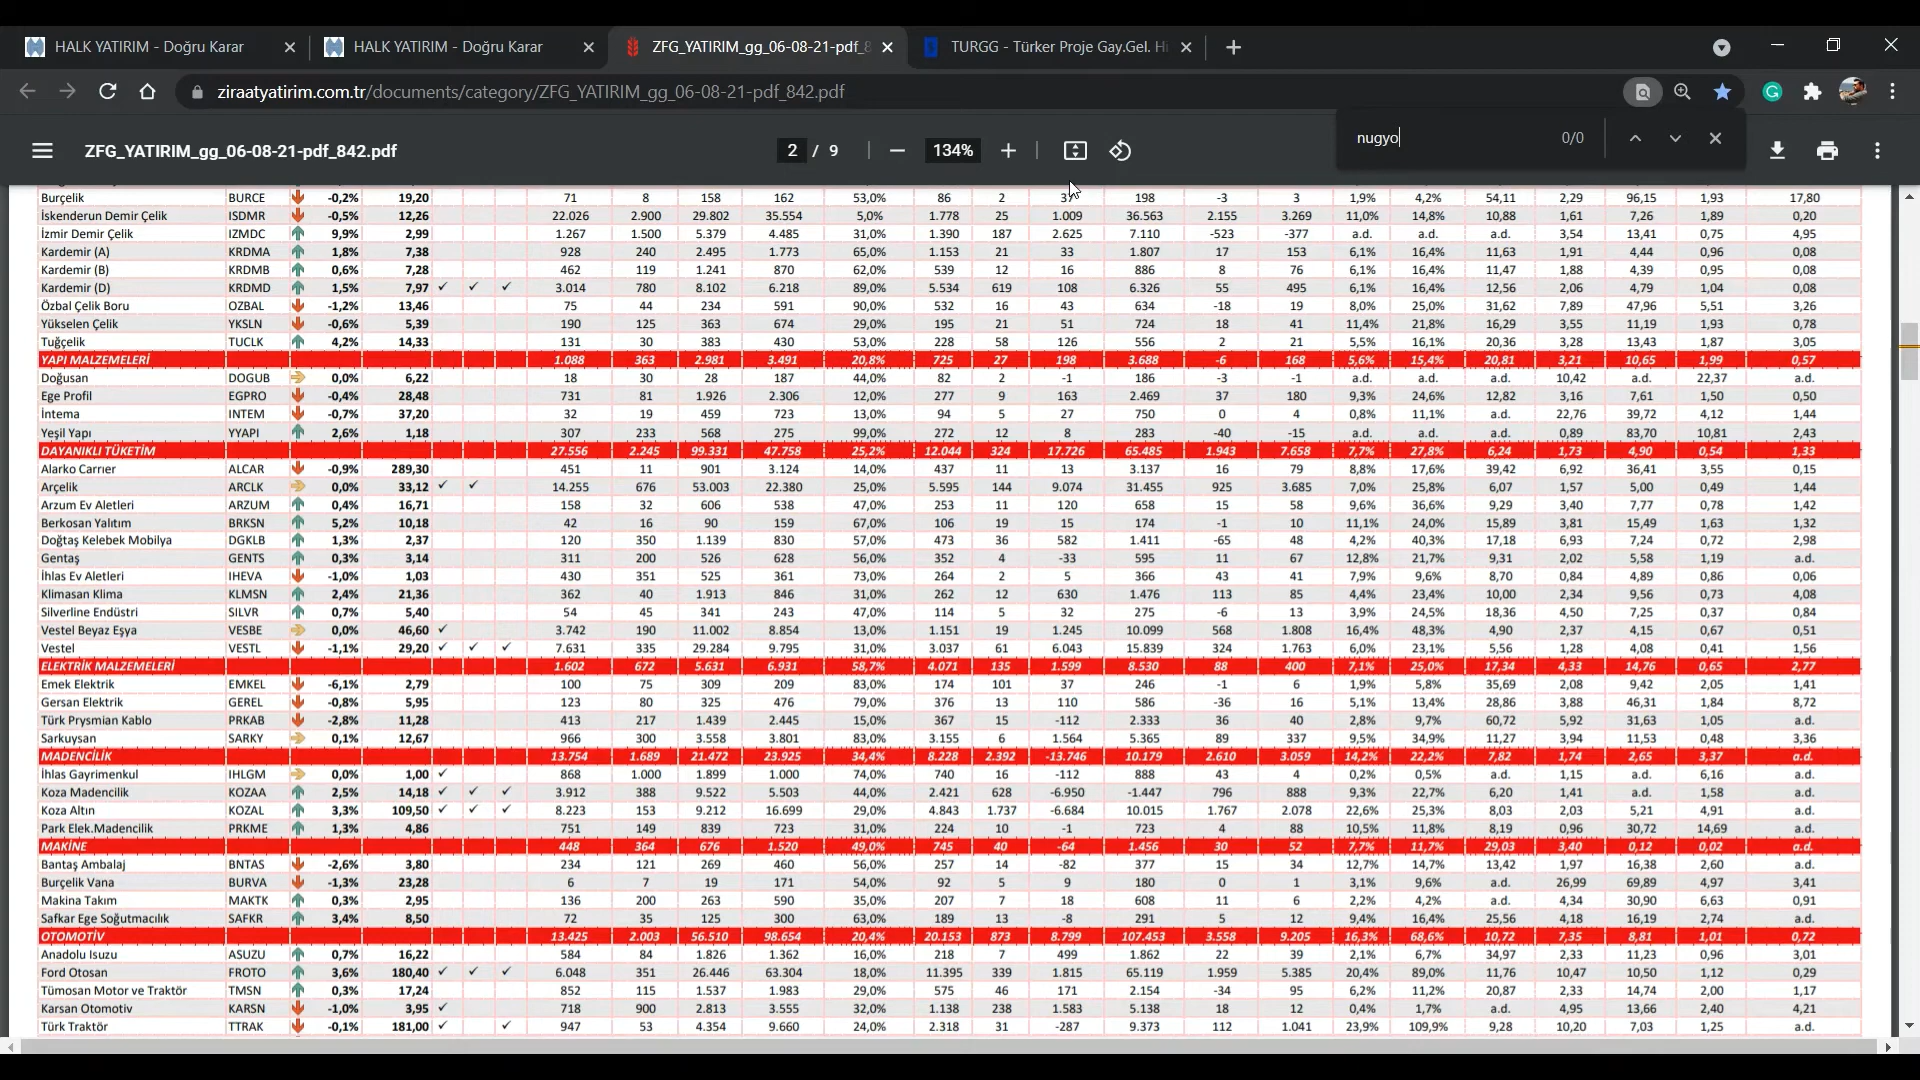 HALK YATIRIM - Doğru Karar
HALK YATIRIM - Doğru Karar
ZFG_YATIRIM_gg_06-08-21-pdf_8
TURGG - Türker Proje Gay.Gel. Hi
ziraatyatirim.com.tr/documents/category/ZFG_YATIRIM_gg_06-08-21-pdf_842.pdf
ZFG_YATIRIM_gg_06-08-21-pdf_842.pdf
2 / 9
134%
nugyo
0/0
Burçelik BURCE -0,2% 19,20 71 8 158 162 53,0% 86 2 37 198 -3 3 1,9% 4,2% 54,11 2,29 96,15 1,93 17,80
İskenderun Demir Çelik ISDMR -0,5% 12,26 22.026 2.900 29.802 35.554 5,0% 1.778 25 1.009 36.563 2.155 3.269 11,0% 14,8% 10,88 1,61 7,26 1,89 0,20
İzmir Demir Çelik IZMDC 9,9% 2,99 1.267 1.500 5.379 4.485 31,0% 1.390 187 2.625 7.110 -523 -377 a.d. a.d. a.d. 3,54 13,41 0,75 4,95
Kardemir (A) KRDMA 1,8% 7,38 928 240 2.495 1.773 65,0% 1.153 21 33 1.807 17 153 6,1% 16,4% 11,63 1,91 4,44 0,96 0,08
Kardemir (B) KRDMB 0,6% 7,28 462 119 1.241 870 62,0% 539 12 16 886 8 76 6,1% 16,4% 11,47 1,88 4,39 0,95 0,08
Kardemir (D) KRDMD 1,5% 7,97 ✓ ✓ ✓ 3.014 780 8.102 6.218 89,0% 5.534 619 108 6.326 55 495 6,1% 16,4% 12,56 2,06 4,79 1,04 0,08
Özbal Çelik Boru OZBAL -1,2% 13,46 75 44 234 591 90,0% 532 16 43 634 -18 19 8,0% 25,0% 31,62 7,89 47,96 5,51 3,26
Yükselen Çelik YKSLN -0,6% 5,39 190 125 363 674 29,0% 195 21 51 724 18 41 11,4% 21,8% 16,29 3,55 11,19 1,93 0,78
Tuğçelik TUCLK 4,2% 14,33 131 30 383 430 53,0% 228 58 126 556 2 21 5,5% 16,1% 20,36 3,28 13,43 1,87 3,05
YAPI MALZEMELERİ 1.088 363 2.981 3.491 20,8% 725 27 198 3.688 -6 168 5,6% 15,4% 20,81 3,21 10,65 1,99 0,57
Doğusan DOGUB 0,0% 6,22 18 30 28 187 44,0% 82 2 -1 186 -3 -1 a.d. a.d. a.d. 10,42 a.d. 22,37 a.d.
Ege Profil EGPRO -0,4% 28,48 731 81 1.926 2.306 12,0% 277 9 163 2.469 37 180 9,3% 24,6% 12,82 3,16 7,61 1,50 0,50
İntema INTEM -0,7% 37,20 32 19 459 723 13,0% 94 5 27 750 0 4 0,8% 11,1% a.d. 22,76 39,72 4,12 1,44
Yeşil Yapı YYAPI 2,6% 1,18 307 233 568 275 99,0% 272 12 8 283 -40 -15 a.d. a.d. a.d. 0,89 83,70 10,81 2,43
DAYANIKLI TÜKETİM 27.556 2.245 99.331 47.758 25,2% 12.044 324 17.726 65.485 1.943 7.658 7,7% 27,8% 6,24 1,73 4,90 0,54 1,33
Alarko Carrıer ALCAR -0,9% 289,30 451 11 901 3.124 14,0% 437 11 13 3.137 16 79 8,8% 17,6% 39,42 6,92 36,41 3,55 0,15
Arçelik ARCLK 0,0% 33,12 ✓ ✓ 14.255 676 53.003 22.380 25,0% 5.595 144 9.074 31.455 925 3.685 7,0% 25,8% 6,07 1,57 5,00 0,49 1,44
Arzum Ev Aletleri ARZUM 0,4% 16,71 158 32 606 538 47,0% 253 11 120 658 15 58 9,6% 36,6% 9,29 3,40 7,77 0,78 1,42
Berkosan Yalıtım BRKSN 5,2% 10,18 42 16 90 159 67,0% 106 19 15 174 -1 10 11,1% 24,0% 15,89 3,81 15,49 1,63 1,32
Doğtaş Kelebek Mobilya DGKLB 1,3% 2,37 120 350 1.139 830 57,0% 473 36 582 1.411 -65 48 4,2% 40,3% 17,18 6,93 7,24 0,72 2,98
Gentaş GENTS 0,3% 3,14 311 200 526 628 56,0% 352 4 -33 595 11 67 12,8% 21,7% 9,31 2,02 5,58 1,19 a.d.
İhlas Ev Aletleri IHEVA -1,0% 1,03 430 351 525 361 73,0% 264 2 5 366 43 41 7,9% 9,6% 8,70 0,84 4,89 0,86 0,06
Klimasan Klima KLMSN 2,4% 21,36 362 40 1.913 846 31,0% 262 12 630 1.476 113 85 4,4% 23,4% 10,00 2,34 9,56 0,73 4,08
Silverline Endüstri SILVR 0,7% 5,40 54 45 341 243 47,0% 114 5 32 275 -6 13 3,9% 24,5% 18,36 4,50 7,25 0,37 0,84
Vestel Beyaz Eşya VESBE 0,0% 46,60 ✓ 3.742 190 11.002 8.854 13,0% 1.151 19 1.245 10.099 568 1.808 16,4% 48,3% 4,90 2,37 4,15 0,67 0,51
Vestel VESTL -1,1% 29,20 ✓ ✓ ✓ 7.631 335 29.284 9.795 31,0% 3.037 61 6.043 15.839 324 1.763 6,0% 23,1% 5,56 1,28 4,08 0,41 1,56
ELEKTRİK MALZEMELERİ 1.602 672 5.631 6.931 58,7% 4.071 135 1.599 8.530 88 400 7,1% 25,0% 17,34 4,33 14,76 0,65 2,77
Emek Elektrik EMKEL -6,1% 2,79 100 75 309 209 83,0% 174 101 37 246 -1 6 1,9% 5,8% 35,69 2,08 9,42 2,05 1,41
Gersan Elektrik GEREL -0,8% 5,95 123 80 325 476 79,0% 376 13 110 586 -36 16 5,1% 13,4% 28,86 3,88 46,31 1,84 8,72
Türk Prysmian Kablo PRKAB -2,8% 11,28 413 217 1.439 2.445 15,0% 367 15 -112 2.333 36 40 2,8% 9,7% 60,72 5,92 31,63 1,05 a.d.
Sarkuysan SARKY 0,1% 12,67 966 300 3.558 3.801 83,0% 3.155 6 1.564 5.365 89 337 9,5% 34,9% 11,27 3,94 11,53 0,48 3,36
MADENCİLİK 13.754 1.689 21.472 23.925 34,4% 8.228 2.392 -13.746 10.179 2.610 3.059 14,2% 22,2% 7,82 1,74 2,65 3,37 a.d.
İhlas Gayrimenkul IHLGM 0,0% 1,00 ✓ 868 1.000 1.899 1.000 74,0% 740 16 -112 888 43 4 0,2% 0,5% a.d. 1,15 a.d. 6,16 a.d.
Koza Madencilik KOZAA 2,5% 14,18 ✓ ✓ ✓ 3.912 388 9.522 5.503 44,0% 2.421 628 -6.950 -1.447 796 888 9,3% 22,7% 6,20 1,41 a.d. 1,58 a.d.
Koza Altın KOZAL 3,3% 109,50 ✓ ✓ ✓ 8.223 153 9.212 16.699 29,0% 4.843 1.737 -6.684 10.015 1.767 2.078 22,6% 25,3% 8,03 2,03 5,21 4,91 a.d.
Park Elek.Madencilik PRKME 1,3% 4,86 751 149 839 723 31,0% 224 10 -1 723 4 88 10,5% 11,8% 8,19 0,96 30,72 14,69 a.d.
MAKİNE 448 364 676 1.520 49,0% 745 40 -64 1.456 30 52 7,7% 11,7% 29,03 3,40 0,12 0,02 a.d.
Bantaş Ambalaj BNTAS -2,6% 3,80 234 121 269 460 56,0% 257 14 -82 377 15 34 12,7% 14,7% 13,42 1,97 16,38 2,60 a.d.
Burçelik Vana BURVA -1,3% 23,28 6 7 19 171 54,0% 92 5 9 180 0 1 3,1% 9,6% a.d. 26,99 69,89 4,97 3,41
Makina Takım MAKTK 0,3% 2,95 136 200 263 590 35,0% 207 7 18 608 11 6 2,2% 4,2% a.d. 4,34 30,90 6,63 0,91
Safkar Ege Soğutmacılık SAFKR 3,4% 8,50 72 35 125 300 63,0% 189 13 -8 291 5 12 9,4% 16,4% 25,56 4,18 16,19 2,74 a.d.
OTOMOTİV 13.425 2.003 56.510 98.654 20,4% 20.153 873 8.799 107.453 3.558 9.205 16,3% 68,6% 10,72 7,35 8,81 1,01 0,72
Anadolu Isuzu ASUZU 0,7% 16,22 584 84 1.826 1.362 16,0% 218 7 499 1.862 22 39 2,1% 6,7% 34,97 2,33 11,23 0,96 3,01
Ford Otosan FROTO 3,6% 180,40 ✓ ✓ ✓ 6.048 351 26.446 63.304 18,0% 11.395 339 1.815 65.119 1.959 5.385 20,4% 89,0% 11,76 10,47 10,50 1,12 0,29
Tümosan Motor ve Traktör TMSN 0,3% 17,24 852 115 1.537 1.983 29,0% 575 46 171 2.154 -34 95 6,2% 11,2% 20,87 2,33 14,74 2,00 1,17
Karsan Otomotiv KARSN -1,0% 3,95 ✓ 718 900 2.813 3.555 32,0% 1.138 238 1.583 5.138 18 12 0,4% 1,7% a.d. 4,95 13,66 2,40 4,21
Türk Traktör TTRAK -0,1% 181,00 ✓ ✓ 947 53 4.354 9.660 24,0% 2.318 31 -287 9.373 112 1.041 23,9% 109,9% 9,28 10,20 7,03 1,25 a.d.